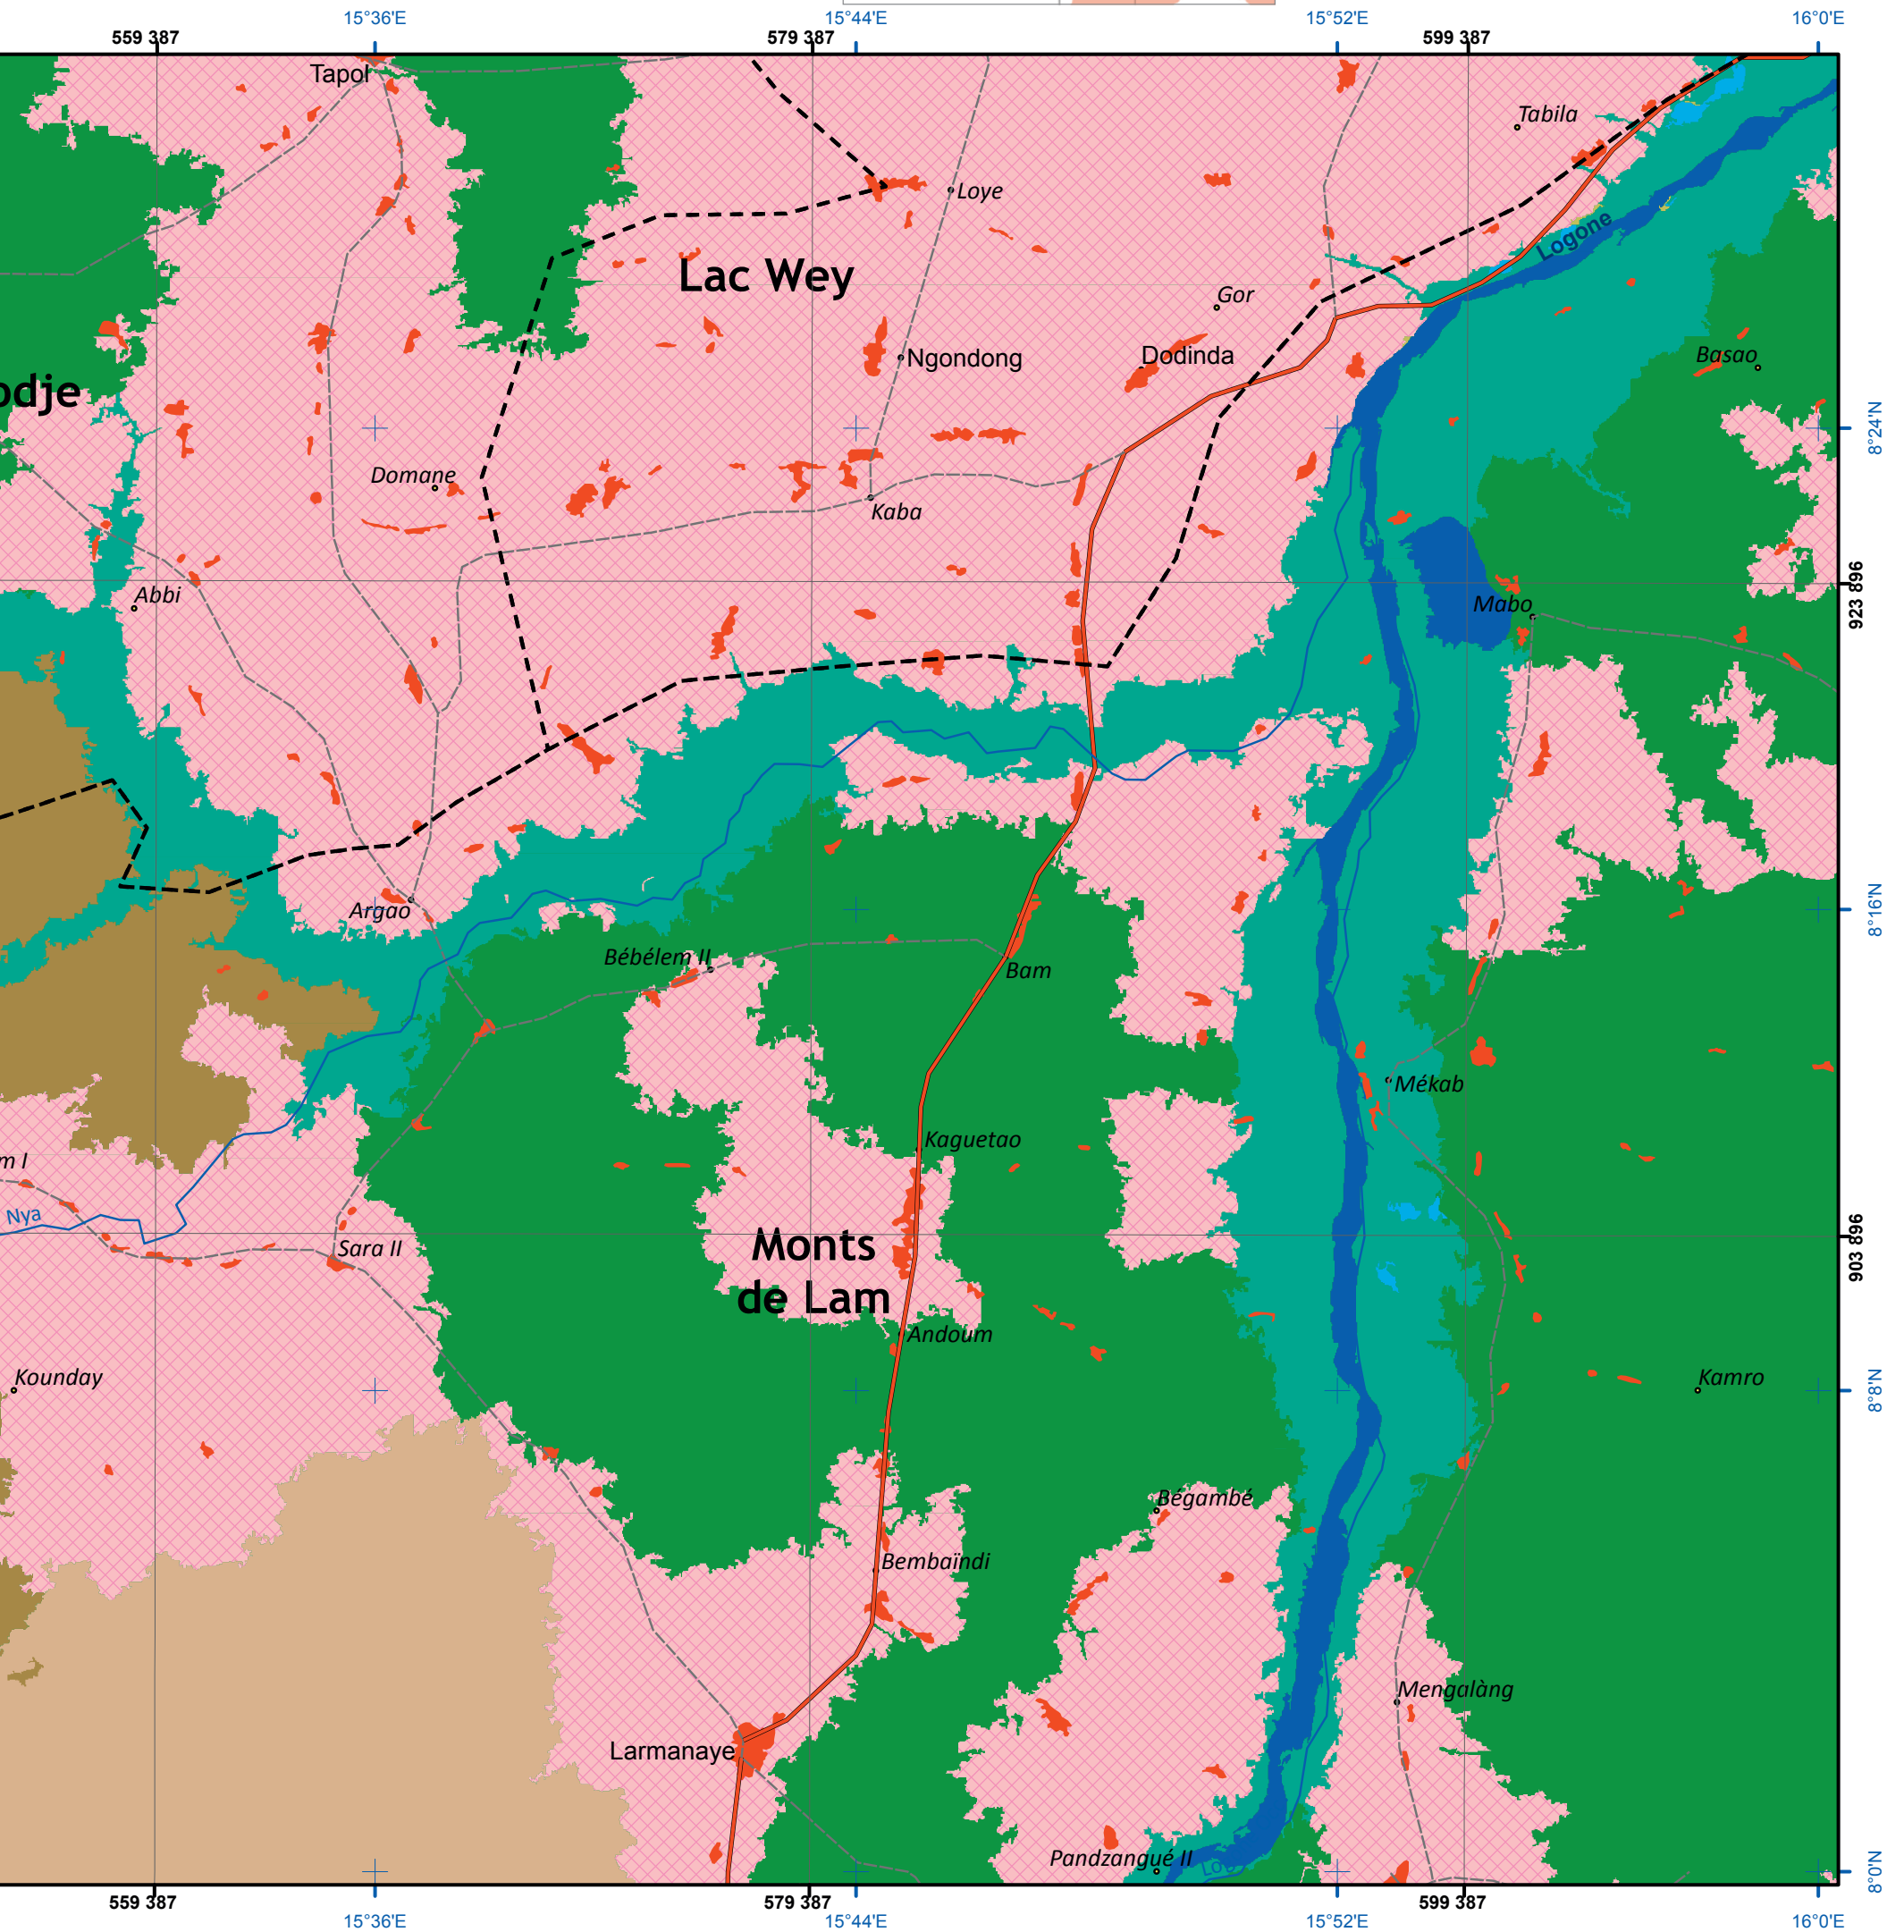 15°36'E 15°44'E 15°52'E 16°0'E
559 387 579 387 599 387
Tapol
Tabila
Loye
Logone
Lac Wey
Gor
Ngondong
Dodinda
Basao
odje
8°24'N
Domane
Kaba
Abbi
Mabo
923 896
Argao
8°16'N
Bébélem II
Bam
Mékab
Kaguetao
m I
Nya
Sara II
Monts
de Lam
903 896
Andoum
Kounday
Kamro
8°8'N
Bégambé
Bembaïndi
Mengalàng
Larmanaye
Pandzangué II
8°0'N
559 387 579 387 599 387
15°36'E 15°44'E 15°52'E 16°0'E